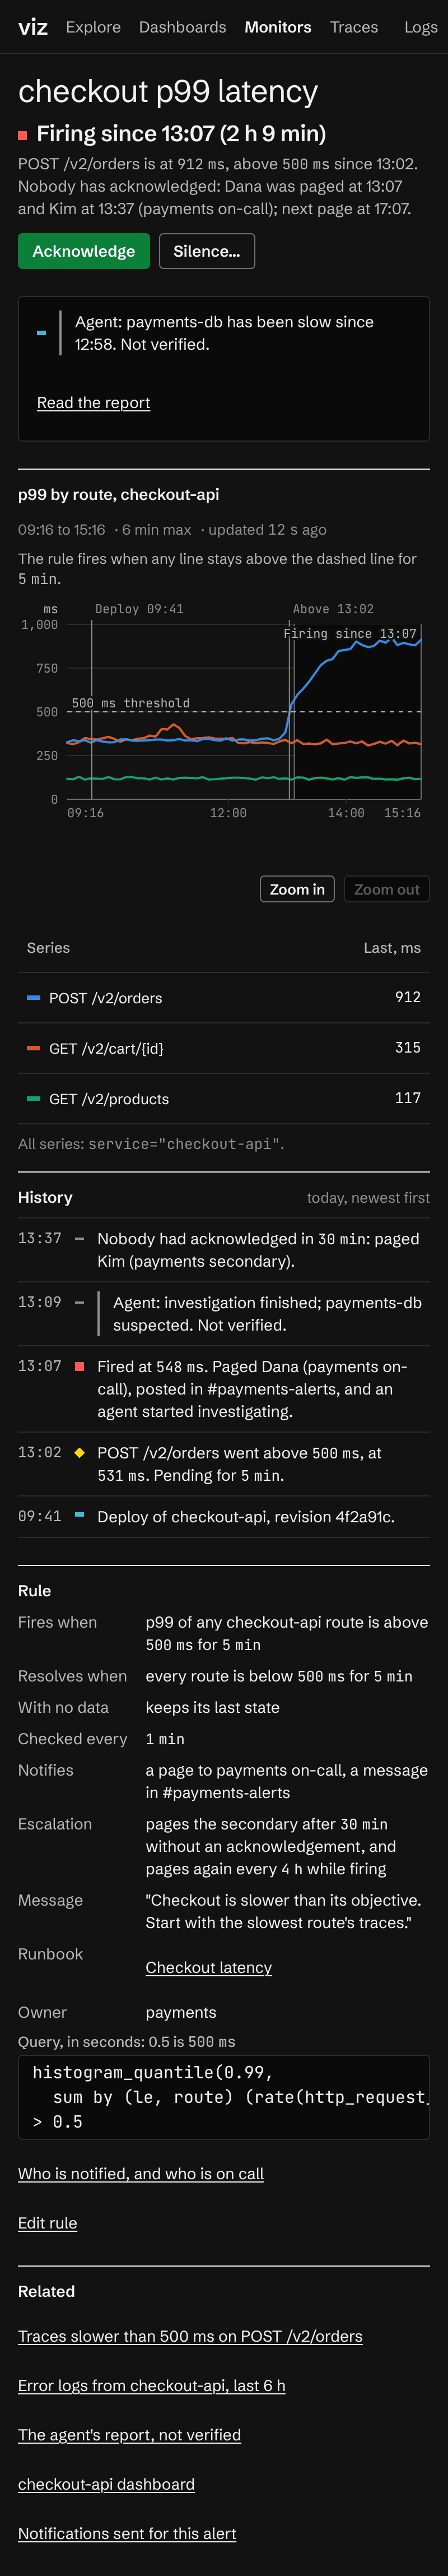 viz Explore Dashboards Monitors Traces Logs
checkout p99 latency
Firing since 13:07 (2 h 9 min)
POST /v2/orders is at 912 ms, above 500 ms since 13:02.
Nobody has acknowledged: Dana was paged at 13:07
and Kim at 13:37 (payments on-call); next page at 17:07.
Acknowledge Silence…
Agent: payments-db has been slow since
12:58. Not verified.
Read the report
p99 by route, checkout-api
09:16 to 15:16 · 6 min max · updated 12 s ago
The rule fires when any line stays above the dashed line for
5 min.
ms Deploy 09:41 Above 13:02
1,000 Firing since 13:07
750
500 ms threshold
500
250
0
09:16 12:00 14:00 15:16
Zoom in Zoom out
Series Last, ms
POST /v2/orders 912
GET /v2/cart/{id} 315
GET /v2/products 117
All series: service="checkout-api".
History today, newest first
13:37 Nobody had acknowledged in 30 min: paged
Kim (payments secondary).
13:09 Agent: investigation finished; payments-db
suspected. Not verified.
13:07 Fired at 548 ms. Paged Dana (payments on-
call), posted in #payments-alerts, and an
agent started investigating.
13:02 POST /v2/orders went above 500 ms, at
531 ms. Pending for 5 min.
09:41 Deploy of checkout-api, revision 4f2a91c.
Rule
Fires when p99 of any checkout-api route is above
500 ms for 5 min
Resolves when every route is below 500 ms for 5 min
With no data keeps its last state
Checked every 1 min
Notifies a page to payments on-call, a message
in #payments-alerts
Escalation pages the secondary after 30 min
without an acknowledgement, and
pages again every 4 h while firing
Message "Checkout is slower than its objective.
Start with the slowest route's traces."
Runbook Checkout latency
Owner payments
Query, in seconds: 0.5 is 500 ms
histogram_quantile(0.99,
sum by (le, route) (rate(http_request_
> 0.5
Who is notified, and who is on call
Edit rule
Related
Traces slower than 500 ms on POST /v2/orders
Error logs from checkout-api, last 6 h
The agent's report, not verified
checkout-api dashboard
Notifications sent for this alert